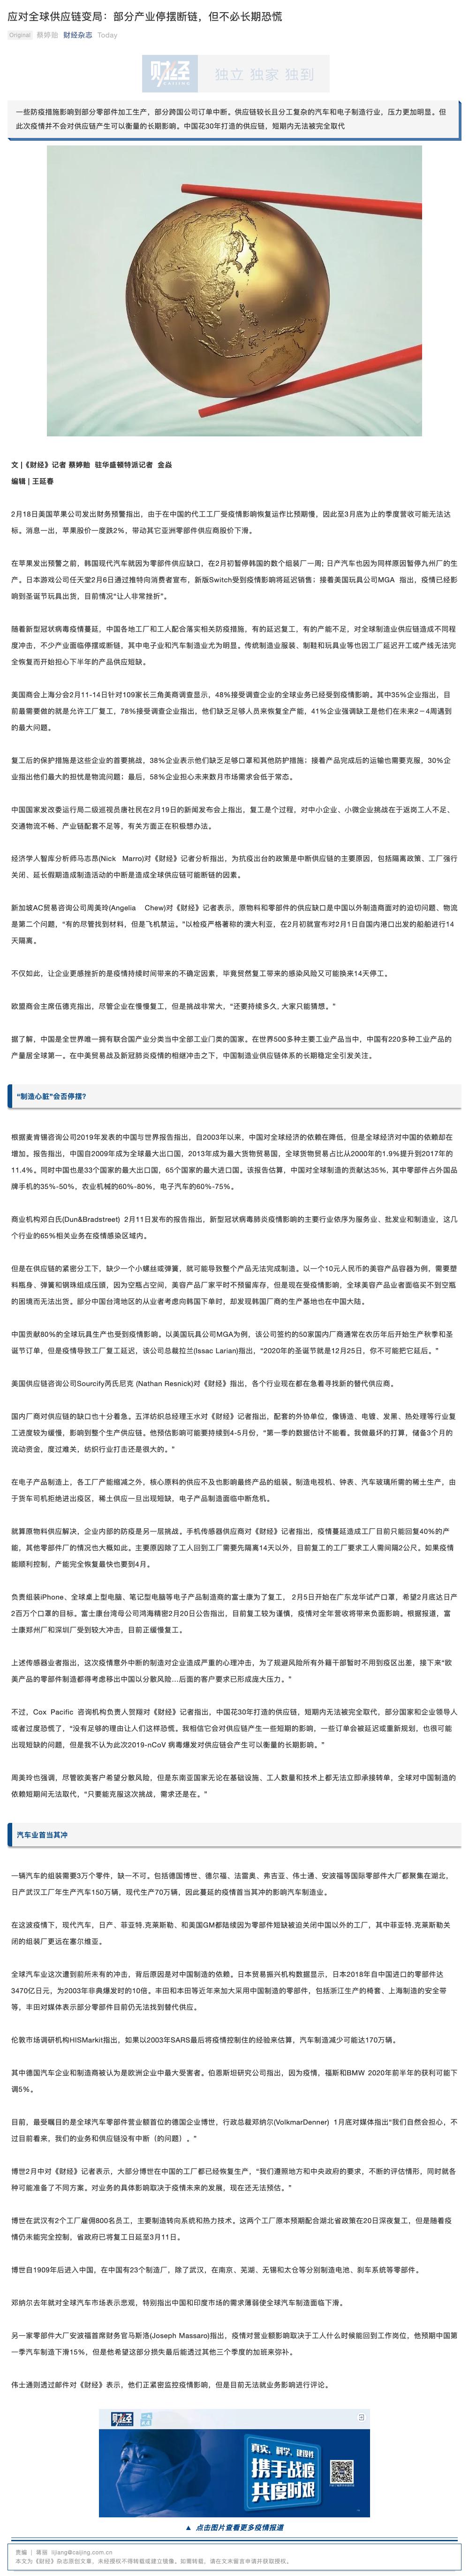 应对全球供应链变局：部分产业停摆断链，但不必长期恐慌
Original 蔡婷贻 财经杂志 Today
财经 独立 独家 独到
一些防疫措施影响到部分零部件加工生产，部分跨国公司订单中断。供应链较长且分工复杂的汽车和电子制造行业，压力更加明显。但
此次疫情并不会对供应链产生可以衡量的长期影响。中国花30年打造的供应链，短期内无法被完全取代
文 |《财经》记者 蔡婷贻 驻华盛顿特派记者 金焱
编辑 | 王延春
2月18日美国苹果公司发出财务预警指出，由于在中国的代工工厂受疫情影响恢复运作比预期慢，因此至3月底为止的季度营收可能无法达
标。消息一出，苹果股价一度跌2%，带动其它亚洲零部件供应商股价下滑。
在苹果发出预警之前，韩国现代汽车就因为零部件供应缺口，在2月初暂停韩国的数个组装厂一周；日产汽车也因为同样原因暂停九州厂的生
产。日本游戏公司任天堂2月6日通过推特向消费者宣布，新版Switch受到疫情影响将延迟销售；接着美国玩具公司MGA 指出，疫情已经影
响到圣诞节玩具出货，目前情况“让人非常挫折”。
随着新型冠状病毒疫情蔓延，中国各地工厂和工人配合落实相关防疫措施，有的延迟复工，有的产能不足，对全球制造业供应链造成不同程
度冲击，不少产业面临停摆或断链，其中电子业和汽车制造业尤为明显。传统制造业服装、制鞋和玩具业等也因工厂延迟开工或产线无法完
全恢复而开始担心下半年的产品供应短缺。
美国商会上海分会2月11-14日针对109家长三角美商调查显示，48%接受调查企业的全球业务已经受到疫情影响。其中35%企业指出，目
前最需要做的就是允许工厂复工，78%接受调查企业指出，他们缺乏足够人员来恢复全产能，41%企业强调缺工是他们在未来2－4周遇到
的最大问题。
复工后的保护措施是这些企业的首要挑战，38%企业表示他们缺乏足够口罩和其他防护措施；接着产品完成后的运输也需要克服，30%企
业指出他们最大的担忧是物流问题；最后，58%企业担心未来数月市场需求会低于常态。
中国国家发改委运行局二级巡视员唐社民在2月19日的新闻发布会上指出，复工是个过程，对中小企业、小微企业挑战在于返岗工人不足、
交通物流不畅、产业链配套不足等，有关方面正在积极想办法。
经济学人智库分析师马志昂(Nick Marro)对《财经》记者分析指出，为抗疫出台的政策是中断供应链的主要原因，包括隔离政策、工厂强行
关闭、延长假期造成制造活动的中断是造成全球供应链可能断链的因素。
新加坡AC贸易咨询公司周美玲(Angelia Chew)对《财经》记者表示，原物料和零部件的供应缺口是中国以外制造商面对的迫切问题、物流
是第二个问题，“有的尽管找到材料，但是飞机禁运。”以检疫严格著称的澳大利亚，在2月初就宣布对2月1日自国内港口出发的船舶进行14
天隔离。
不仅如此，让企业更感挫折的是疫情持续时间带来的不确定因素，毕竟贸然复工带来的感染风险又可能换来14天停工。
欧盟商会主席伍德克指出，尽管企业在慢慢复工，但是挑战非常大，“还要持续多久，大家只能猜想。”
据了解，中国是全世界唯一拥有联合国产业分类当中全部工业门类的国家。在世界500多种主要工业产品当中，中国有220多种工业产品的
产量居全球第一。在中美贸易战及新冠肺炎疫情的相继冲击之下，中国制造业供应链体系的长期稳定全引发关注。
“制造心脏”会否停摆?
根据麦肯锡咨询公司2019年发表的中国与世界报告指出，自2003年以来，中国对全球经济的依赖在降低，但是全球经济对中国的依赖却在
增加。报告指出，中国自2009年成为全球最大出口国，2013年成为最大货物贸易国，全球货物贸易占比从2000年的1.9%提升到2017年的
11.4%。同时中国也是33个国家的最大出口国，65个国家的最大进口国。该报告估算，中国对全球制造的贡献达35%, 其中零部件占外国品
牌手机的35%-50%，农业机械的60%-80%，电子汽车的60%-75%。
商业机构邓白氏(Dun&Bradstreet) 2月11日发布的报告指出，新型冠状病毒肺炎疫情影响的主要行业依序为服务业、批发业和制造业，这几
个行业的65%相关业务在疫情感染区域内。
但是在供应链的紧密分工下，缺少一个小螺丝或弹簧，就可能导致整个产品无法完成制造。以一个10元人民币的美容产品容器为例，需要塑
料瓶身、弹簧和钢珠组成压头，因为空瓶占空间，美容产品厂家平时不预留库存，但是现在受疫情影响，全球美容产品业者面临买不到空瓶
的困境而无法出货。部分中国台湾地区的从业者考虑向韩国下单时，却发现韩国厂商的生产基地也在中国大陆。
中国贡献80%的全球玩具生产也受到疫情影响。以美国玩具公司MGA为例，该公司签约的50家国内厂商通常在农历年后开始生产秋季和圣
诞节订单，但是疫情导致工厂复工延迟，该公司总裁拉兰(Issac Larian)指出，“2020年的圣诞节就是12月25日，你不可能把它延后。”
美国供应链咨询公司Sourcify芮氏尼克 (Nathan Resnick)对《财经》指出，各个行业现在都在急着寻找新的替代供应商。
国内厂商对供应链的缺口也十分着急。五洋纺织总经理王水对《财经》记者指出，配套的外协单位，像铸造、电镀、发黑、热处理等行业复
工进度较为缓慢，影响到整个生产供应链。他预估影响可能要持续到4-5月份，“第一季的数据估计不能看。我做最坏的打算，储备3个月的
流动资金，度过难关，纺织行业打击还是很大的。”
在电子产品制造上，各工厂产能缩减之外，核心原料的供应不及也影响最终产品的组装。制造电视机、钟表、汽车玻璃所需的稀土生产，由
于货车司机拒绝进出疫区，稀土供应一旦出现短缺，电子产品制造面临中断危机。
就算原物料供应解决，企业内部的防疫是另一层挑战。手机传感器供应商对《财经》记者指出，疫情蔓延造成工厂目前只能回复40%的产
能，其他零部件厂的情况也大概如此。主要原因除了工人回到工厂需要先隔离14天以外，目前复工的工厂要求工人需间隔2公尺。如果疫情
能顺利控制，产能完全恢复最快也要到4月。
负责组装iPhone、全球桌上型电脑、笔记型电脑等电子产品制造商的富士康为了复工， 2月5日开始在广东龙华试产口罩，希望2月底达日产
2百万个口罩的目标。富士康台湾母公司鸿海精密2月20日公告指出，目前复工较为谨慎，疫情对全年营收将带来负面影响。根据报道，富
士康郑州厂和深圳厂受到较大冲击，目前正缓慢复工。
上述传感器业者指出，这次疫情意外中断的制造对企业造成严重的心理冲击，为了规避风险所有外籍干部暂时不用到疫区出差，接下来“欧
美产品的零部件制造都得考虑移出中国以分散风险...后面的客户要求已形成庞大压力。”
不过，Cox Pacific 咨询机构负责人贺翔对《财经》记者指出，中国花30年打造的供应链，短期内无法被完全取代，部分国家和企业领导人
或者过度恐慌了，“没有足够的理由让人们这样恐慌。我相信它会对供应链产生一些短期的影响，一些订单会被延迟或重新规划，也很可能
出现短缺的问题，但是我不认为此次2019-nCoV 病毒爆发对供应链会产生可以衡量的长期影响。”
周美玲也强调，尽管欧美客户希望分散风险，但是东南亚国家无论在基础设施、工人数量和技术上都无法立即承接转单，全球对中国制造的
依赖短期间无法取代，“只要能克服这次挑战，需求还是在。”
汽车业首当其冲
一辆汽车的组装需要3万个零件，缺一不可。包括德国博世、德尔福、法雷奥、弗吉亚、伟士通、安波福等国际零部件大厂都聚集在湖北，
日产武汉工厂年生产汽车150万辆，现代生产70万辆，因此蔓延的疫情首当其冲的影响汽车制造业。
在这波疫情下，现代汽车，日产、菲亚特.克莱斯勒、和美国GM都陆续因为零部件短缺被迫关闭中国以外的工厂，其中菲亚特.克莱斯勒关
闭的组装厂更远在塞尔维亚。
全球汽车业这次遭到前所未有的冲击，背后原因是对中国制造的依赖。日本贸易振兴机构数据显示，日本2018年自中国进口的零部件达
3470亿日元，为2003年非典爆发时的10倍。丰田和本田等近年来加大采用中国制造的零部件，包括浙江生产的椅套、上海制造的安全带
等，丰田对媒体表示部分零部件目前仍无法找到替代供应。
伦敦市场调研机构HISMarkit指出，如果以2003年SARS最后将疫情控制住的经验来估算，汽车制造减少可能达170万辆。
其中德国汽车企业和制造商被认为是欧洲企业中最大受害者。伯恩斯坦研究公司指出，因为疫情，福斯和BMW 2020年前半年的获利可能下
调5%。
目前，最受瞩目的是全球汽车零部件营业额首位的德国企业博世，行政总裁邓纳尔(VolkmarDenner) 1月底对媒体指出“我们自然会担心，不
过目前看来，我们的业务和供应链没有中断（的问题）。”
博世2月中对《财经》记者表示，大部分博世在中国的工厂都已经恢复生产，“我们遵照地方和中央政府的要求，不断的评估情形，同时就各
种可能准备了不同方案。对业务的具体影响取决于疫情未来的发展，现在还无法预估。”
博世在武汉有2个工厂雇佣800名员工，主要制造转向系统和热力技术。这两个工厂原本预期配合湖北省政策在20日深夜复工，但是随着疫
情仍未能完全控制，省政府已将复工日延至3月11日。
博世自1909年后进入中国，在中国有23个制造厂，除了武汉，在南京、芜湖、无锡和太仓等分别制造电池、刹车系统等零部件。
邓纳尔去年就对全球汽车市场表示悲观，特别指出中国和印度市场的需求薄弱使全球汽车制造面临下滑。
另一家零部件大厂安波福首席财务官马斯洛(Joseph Massaro)指出，疫情对营业额影响取决于工人什么时候能回到工作岗位，他预期中国第
一季汽车制造下滑15%，但是他希望这部分损失最后能透过其他三个季度的加班来弥补。
伟士通则透过邮件对《财经》表示，他们正紧密监控疫情影响，但是目前无法就业务影响进行评论。
财经
真实、科学、建设性
携手战疫
共度时艰
▲ 点击图片查看更多疫情报道
责编 | 蒋丽 lijiang@caijing.com.cn
本文为《财经》杂志原创文章，未经授权不得转载或建立镜像。如需转载，请在文末留言申请并获取授权。